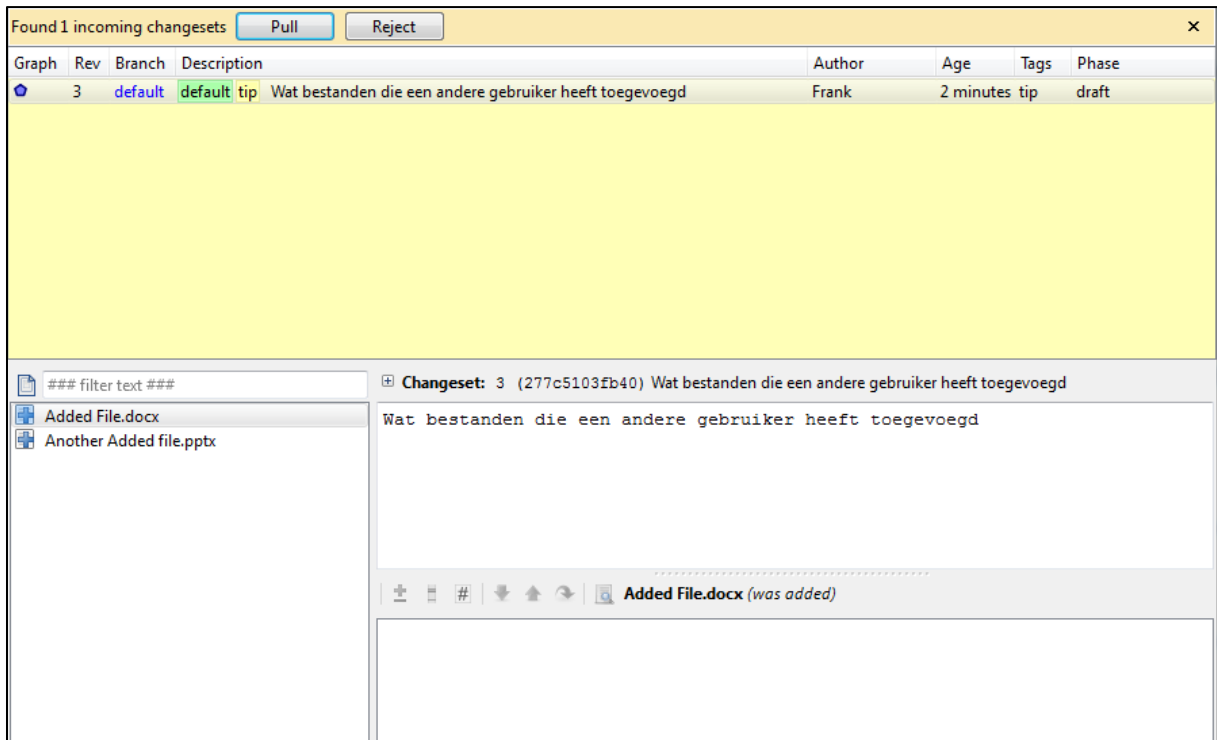 Found 1 incoming changesets Pull Reject ×
Graph Rev Branch Description Author Age Tags Phase
3 default default tip Wat bestanden die een andere gebruiker heeft toegevoegd Frank 2 minutes tip draft
### filter text ###
Changeset: 3 (277c5103fb40) Wat bestanden die een andere gebruiker heeft toegevoegd
Added File.docx
Another Added file.pptx
Wat bestanden die een andere gebruiker heeft toegevoegd
# Added File.docx (was added)